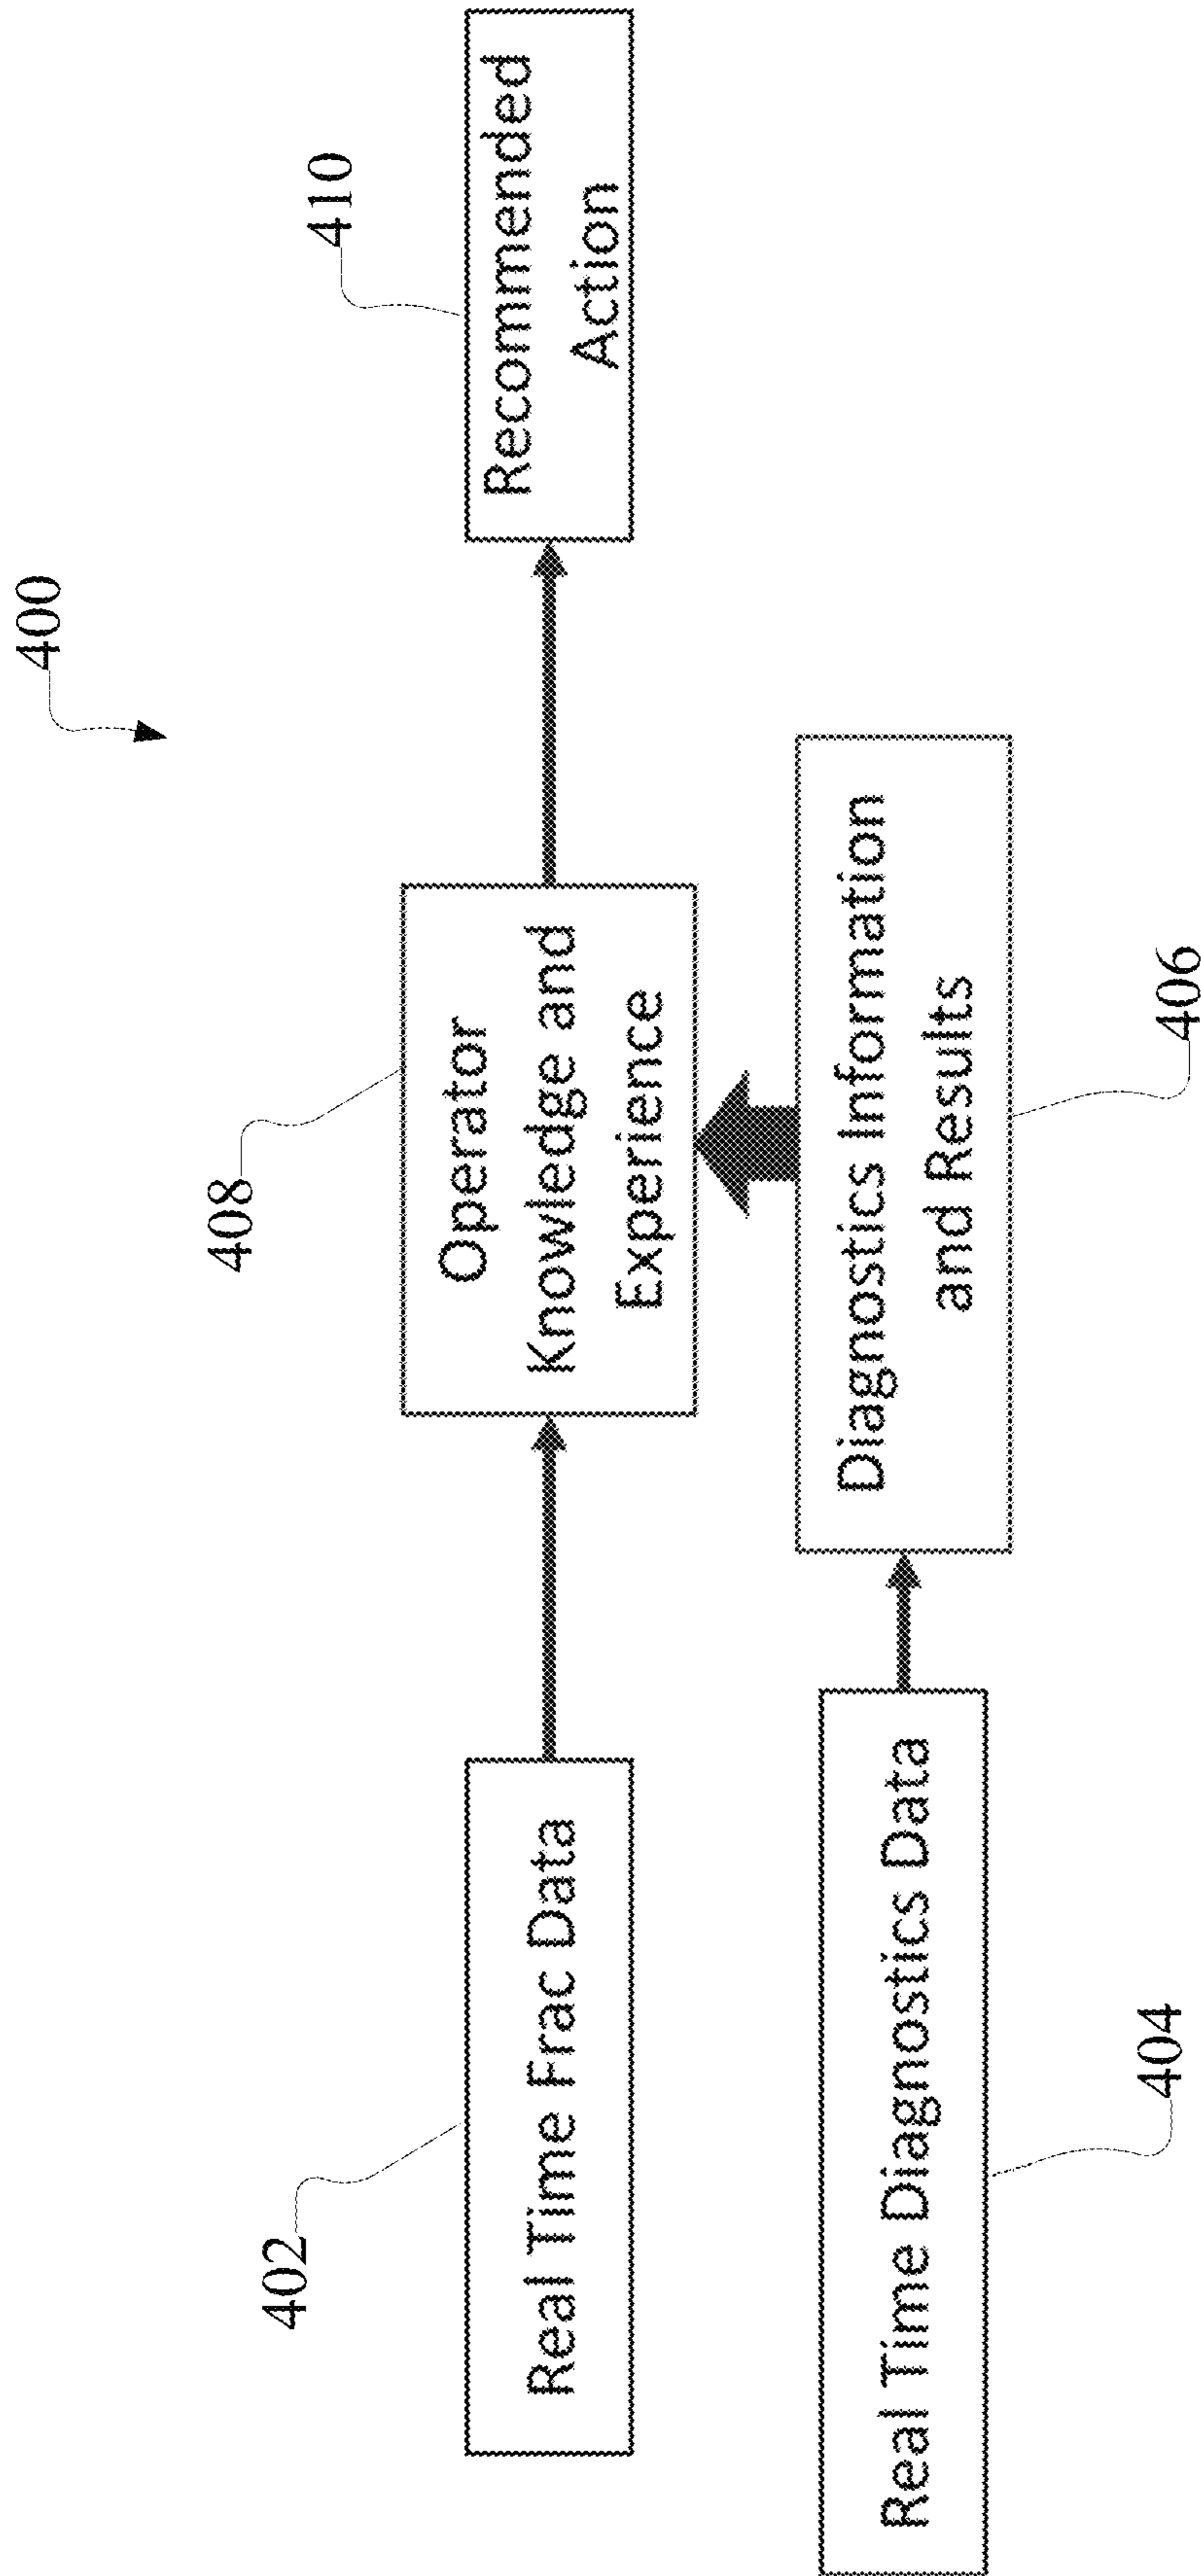 400
402
Real Time Frac Data
408
Operator
Knowledge and
Experience
410
Recommended
Action
Real Time Diagnostics Data
404
Diagnostics Information
and Results
406